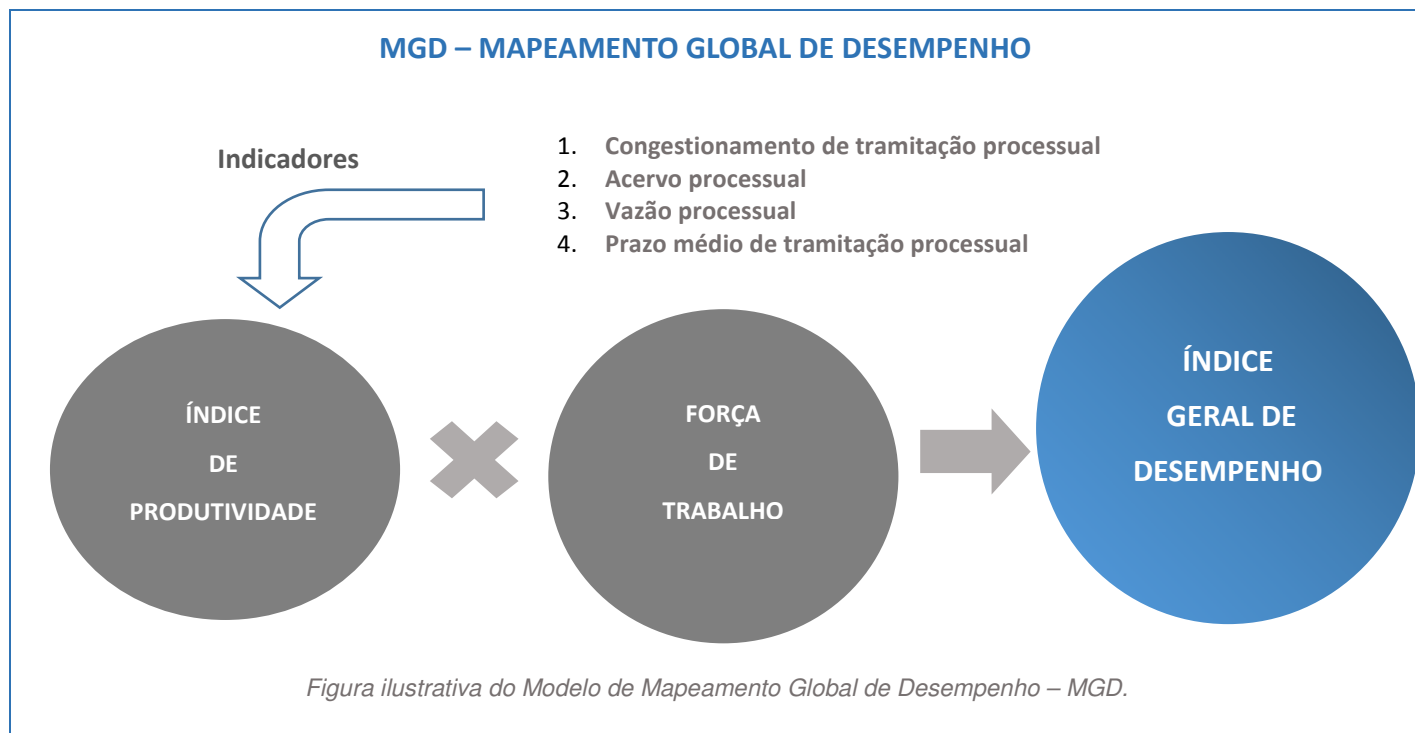 MGD – MAPEAMENTO GLOBAL DE DESEMPENHO
Indicadores
1. Congestionamento de tramitação processual
2. Acervo processual
3. Vazão processual
4. Prazo médio de tramitação processual
ÍNDICE
DE
PRODUTIVIDADE
FORÇA
DE
TRABALHO
ÍNDICE
GERAL DE
DESEMPENHO
Figura ilustrativa do Modelo de Mapeamento Global de Desempenho – MGD.